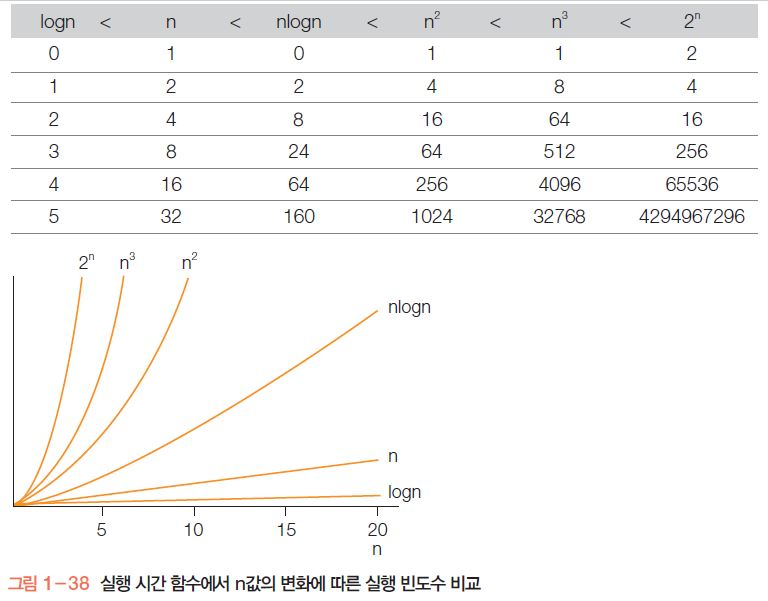 logn < n < nlogn < n² < n³ < 2ⁿ
0 1 0 1 1 2
1 2 2 4 8 4
2 4 8 16 64 16
3 8 24 64 512 256
4 16 64 256 4096 65536
5 32 160 1024 32768 4294967296
2ⁿ n³ n²
nlogn
n
logn
5 10 15 20
n
그림 1-38 실행 시간 함수에서 n값의 변화에 따른 실행 빈도수 비교